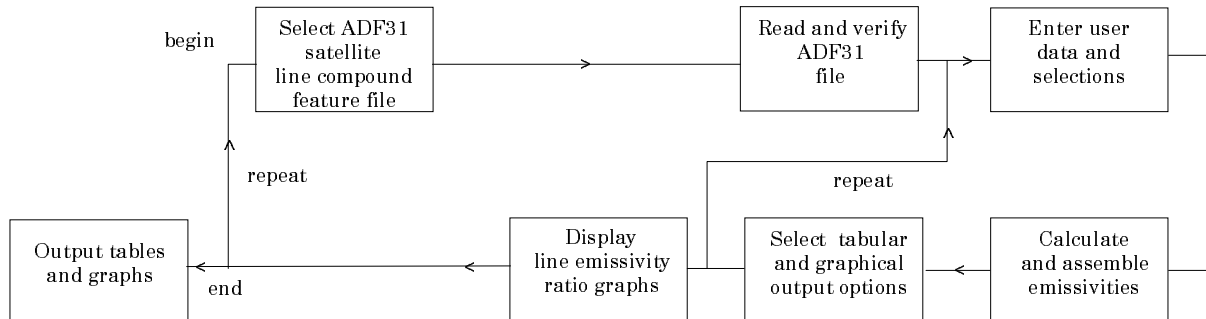 begin
Select ADF31
satellite
line compound
feature file
Read and verify
ADF31
file
Enter user
data and
selections
repeat
repeat
Output tables
and graphs
end
Display
line emissivity
ratio graphs
Select tabular
and graphical
output options
Calculate
and assemble
emissivities